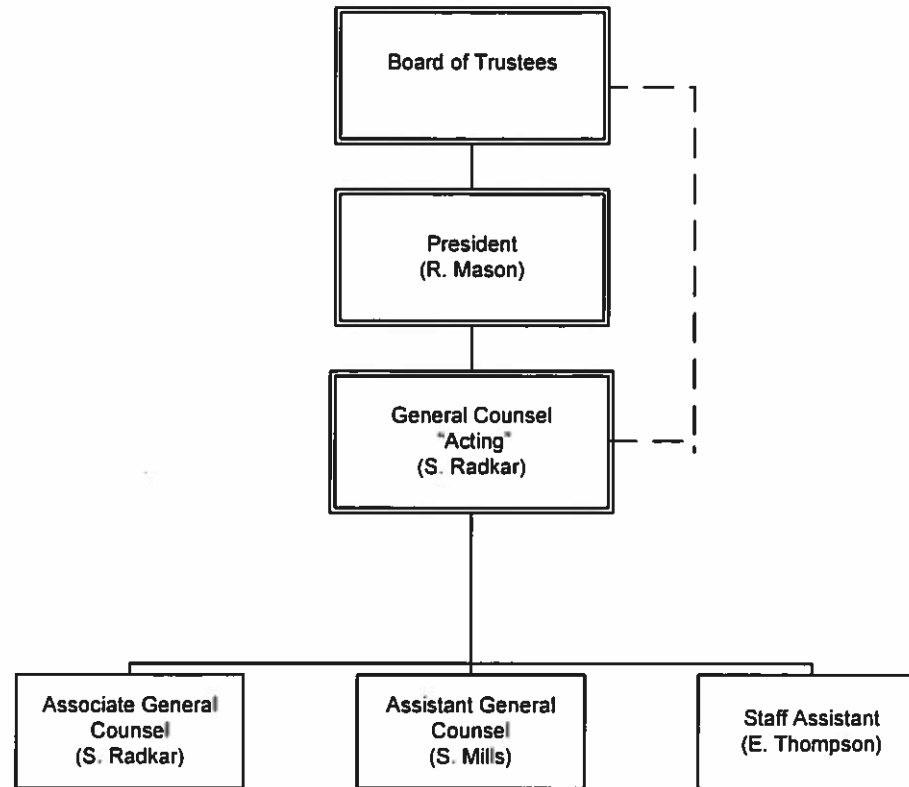 Board of Trustees
President
(R. Mason)
General Counsel
"Acting"
(S. Radkar)
Associate General
Counsel
(S. Radkar)
Assistant General
Counsel
(S. Mills)
Staff Assistant
(E. Thompson)